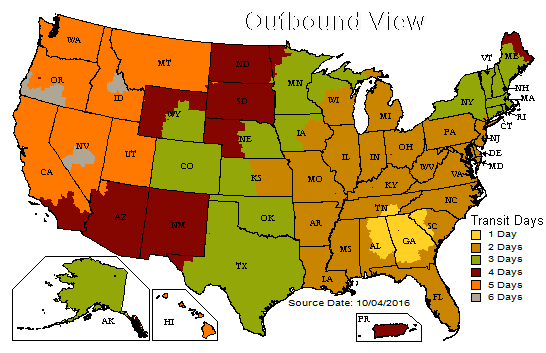 Outbound View
WA
MT
ND
MN
ME
VT
NH
MA
RI
CT
NY
OR
ID
SD
WI
MI
WY
IA
NE
PA
NJ
DE
MD
NV
UT
CO
IL
IN
OH
WV
VA
CA
KS
MO
KY
NC
TN
AZ
NM
OK
AR
SC
MS
AL
GA
TX
LA
FL
AK
HI
PR
Transit Days
1 Day
2 Days
3 Days
4 Days
5 Days
6 Days
Source Date: 10/04/2016